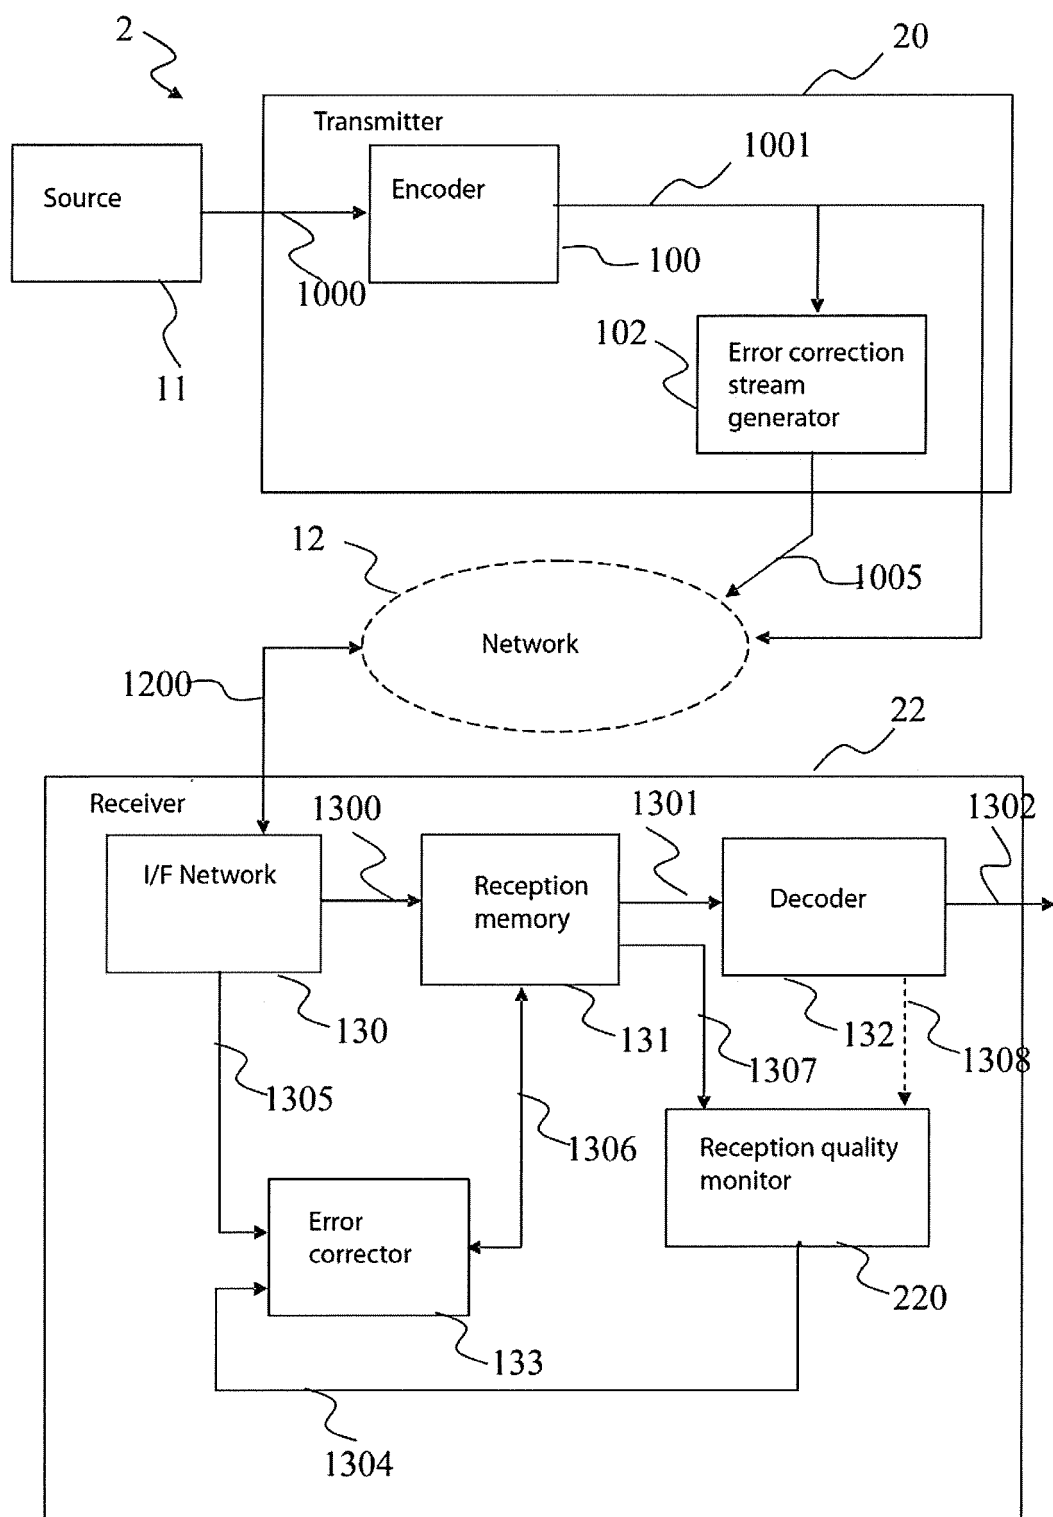 2
20
Transmitter
1001
Source
Encoder
100
1000
11
102
Error correction
stream
generator
12
1005
Network
1200
22
Receiver
1300
1301
1302
I/F Network
Reception
memory
Decoder
130
131
1307
132
1308
1305
1306
Reception quality
monitor
Error
corrector
220
133
1304